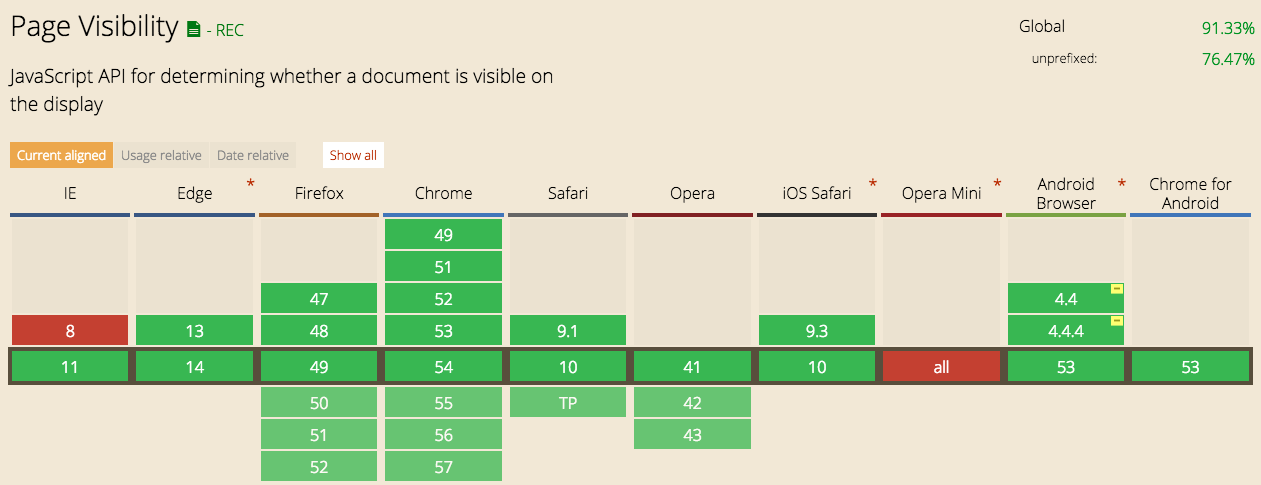 Page Visibility - REC
Global 91.33%
unprefixed: 76.47%
JavaScript API for determining whether a document is visible on
the display
Current aligned Usage relative Date relative Show all
IE Edge * Firefox Chrome Safari Opera iOS Safari * Opera Mini * Android Browser * Chrome for Android
49
51
47 52 4.4
8 13 48 53 9.1 9.3 4.4.4
11 14 49 54 10 41 10 all 53 53
50 55 TP 42
51 56 43
52 57